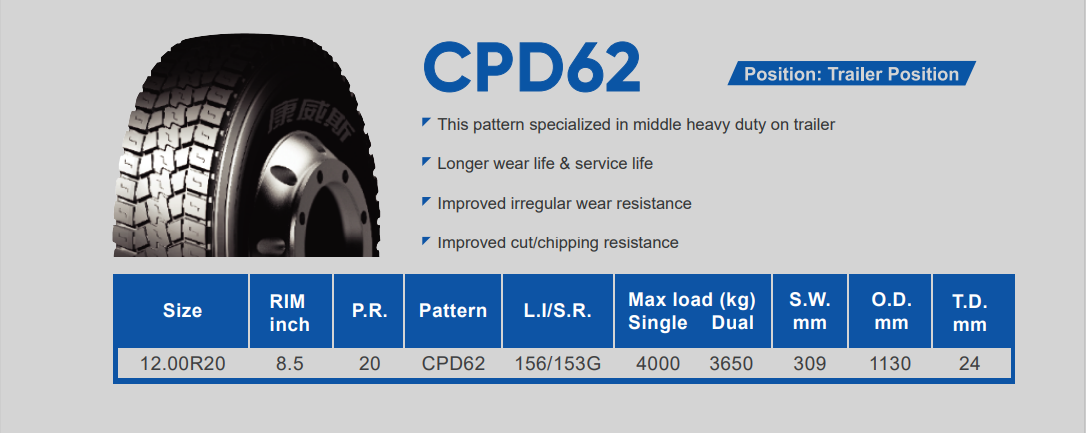 康威斯
CPD62
Position: Trailer Position
This pattern specialized in middle heavy duty on trailer
Longer wear life & service life
Improved irregular wear resistance
Improved cut/chipping resistance
Size RIM inch P.R. Pattern L.I/S.R. Max load (kg) Single Dual S.W. mm O.D. mm T.D. mm
12.00R20 8.5 20 CPD62 156/153G 4000 3650 309 1130 24